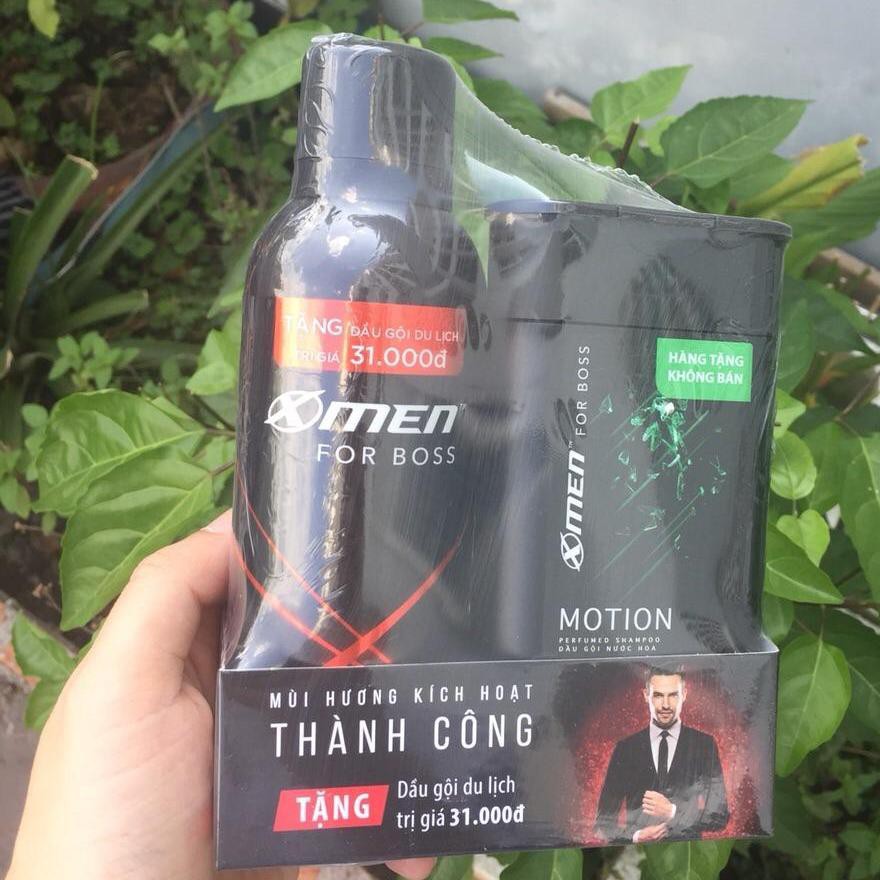 TẶNG DẦU GỘI DU LỊCH
TRỊ GIÁ 31.000đ
XMEN™
FOR BOSS
HÀNG TẶNG
KHÔNG BÁN
XMEN™ FOR BOSS
MOTION
PERFUMED SHAMPOO
DẦU GỘI NƯỚC HOA
MÙI HƯƠNG KÍCH HOẠT
THÀNH CÔNG
TẶNG
Dầu gội du lịch
trị giá 31.000đ